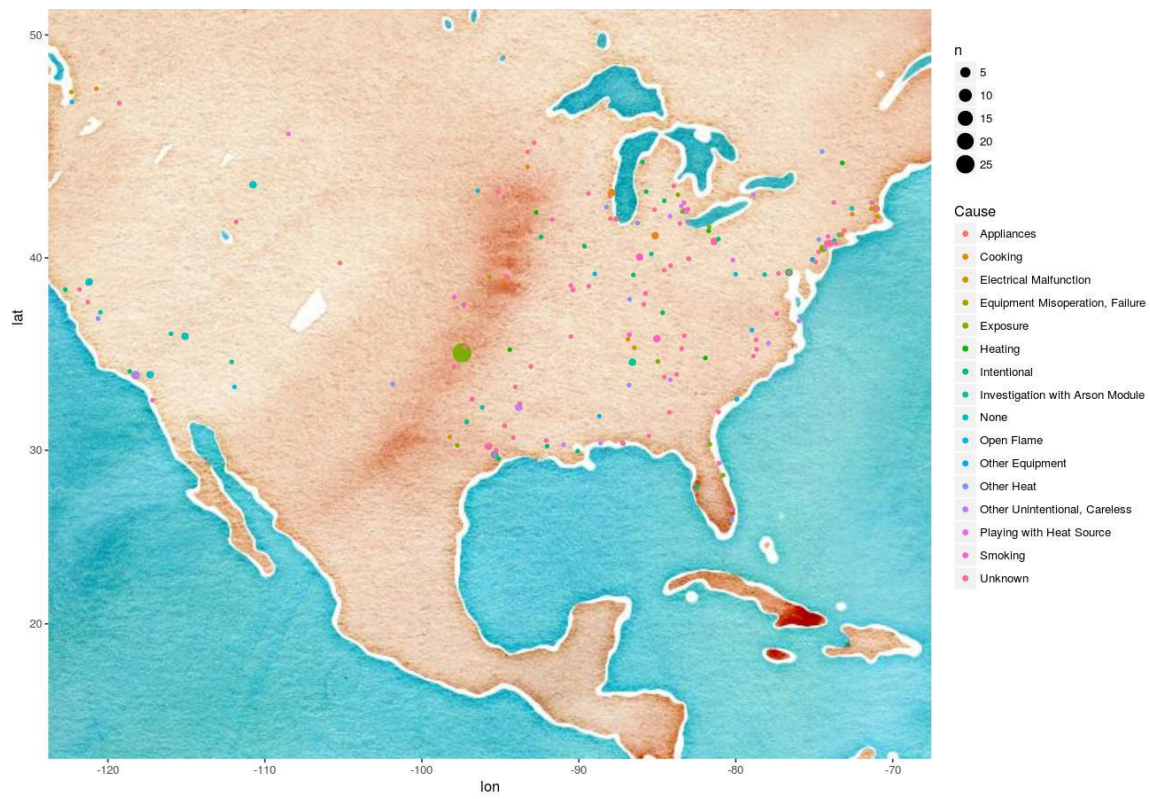 50
40
30
20
lat
-120
-110
-100
-90
-80
-70
lon
n
5
10
15
20
25
Cause
Appliances
Cooking
Electrical Malfunction
Equipment Misoperation, Failure
Exposure
Heating
Intentional
Investigation with Arson Module
None
Open Flame
Other Equipment
Other Heat
Other Unintentional, Careless
Playing with Heat Source
Smoking
Unknown